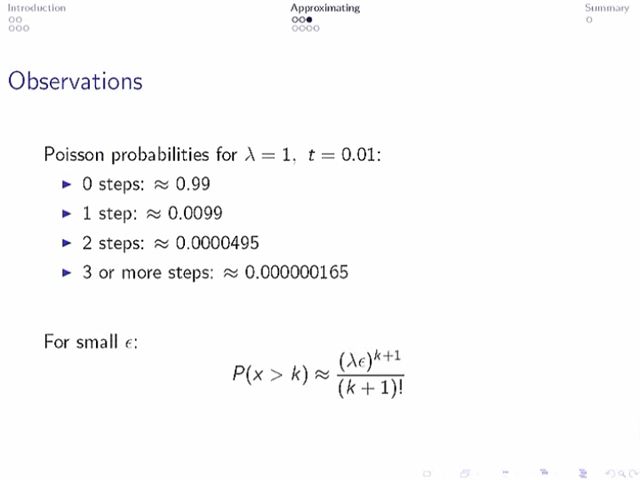 Introduction
Approximating
Summary
Observations
Poisson probabilities for λ = 1, t = 0.01:
0 steps: ≈ 0.99
1 step: ≈ 0.0099
2 steps: ≈ 0.0000495
3 or more steps: ≈ 0.000000165
For small ϵ:
P(x > k) ≈ (λϵ)^{k+1} / (k + 1)!